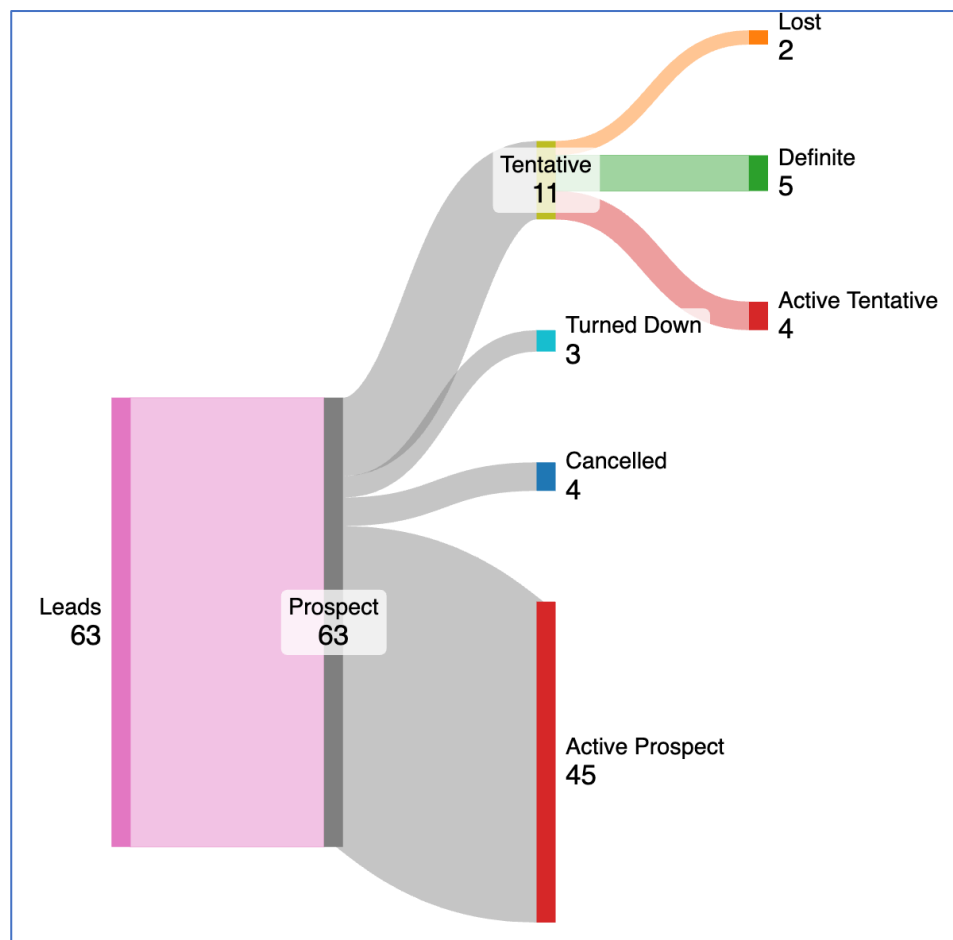 Lost
2
Tentative
11
Definite
5
Active Tentative
4
Turned Down
3
Cancelled
4
Leads
63
Prospect
63
Active Prospect
45